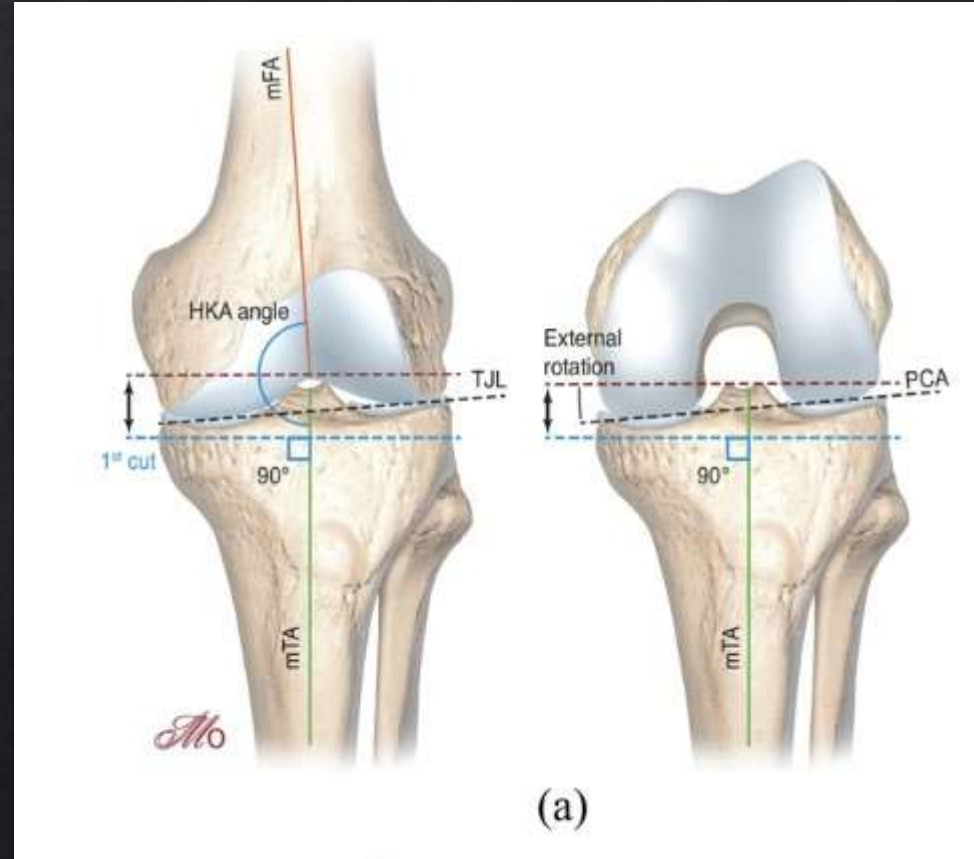 mFA
HKA angle
TJL
1st cut
90°
mTA
External
rotation
PCA
90°
mTA
(a)